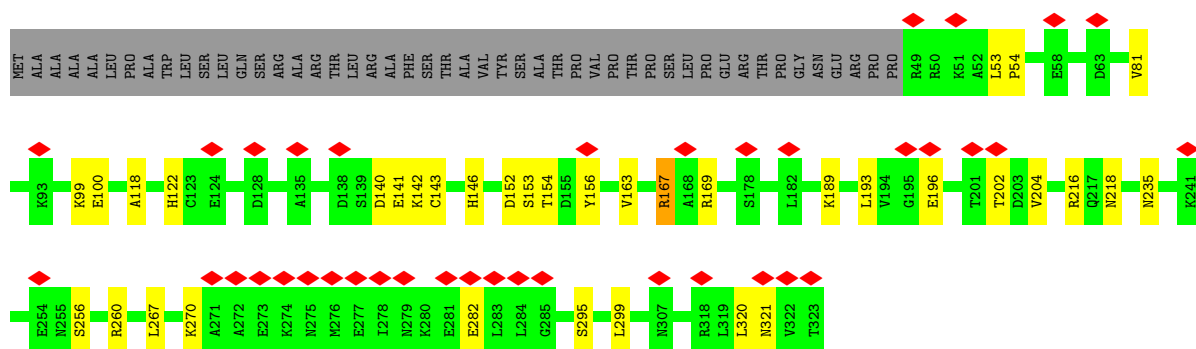 MET ALA ALA ALA ALA ALA LEU PRO ALA TRP LEU SER LEU GLN SER ARG ALA ARG THR LEU ARG ALA PHE SER THR ALA VAL TYR SER ALA THR PRO VAL PRO THR PRO SER LEU PRO GLU ARG THR PRO GLY ASN GLU ARG PRO PRO R49 R50 K51 A52 L53 P54 E58 D63 V81
K93 K99 E100 A118 H122 C123 E124 D128 A135 D138 S139 D140 E141 K142 C143 H146 D152 S153 T154 D155 Y156 V163 R167 A168 R169 S178 L182 K189 L193 V194 G195 E196 T201 T202 D203 V204 R216 Q217 N218 N235 K241
E254 N255 S256 R260 L267 K270 A271 A272 E273 K274 N275 M276 E277 I278 N279 K280 E281 E282 L283 L284 G285 S295 L299 N307 R318 L319 L320 N321 V322 T323